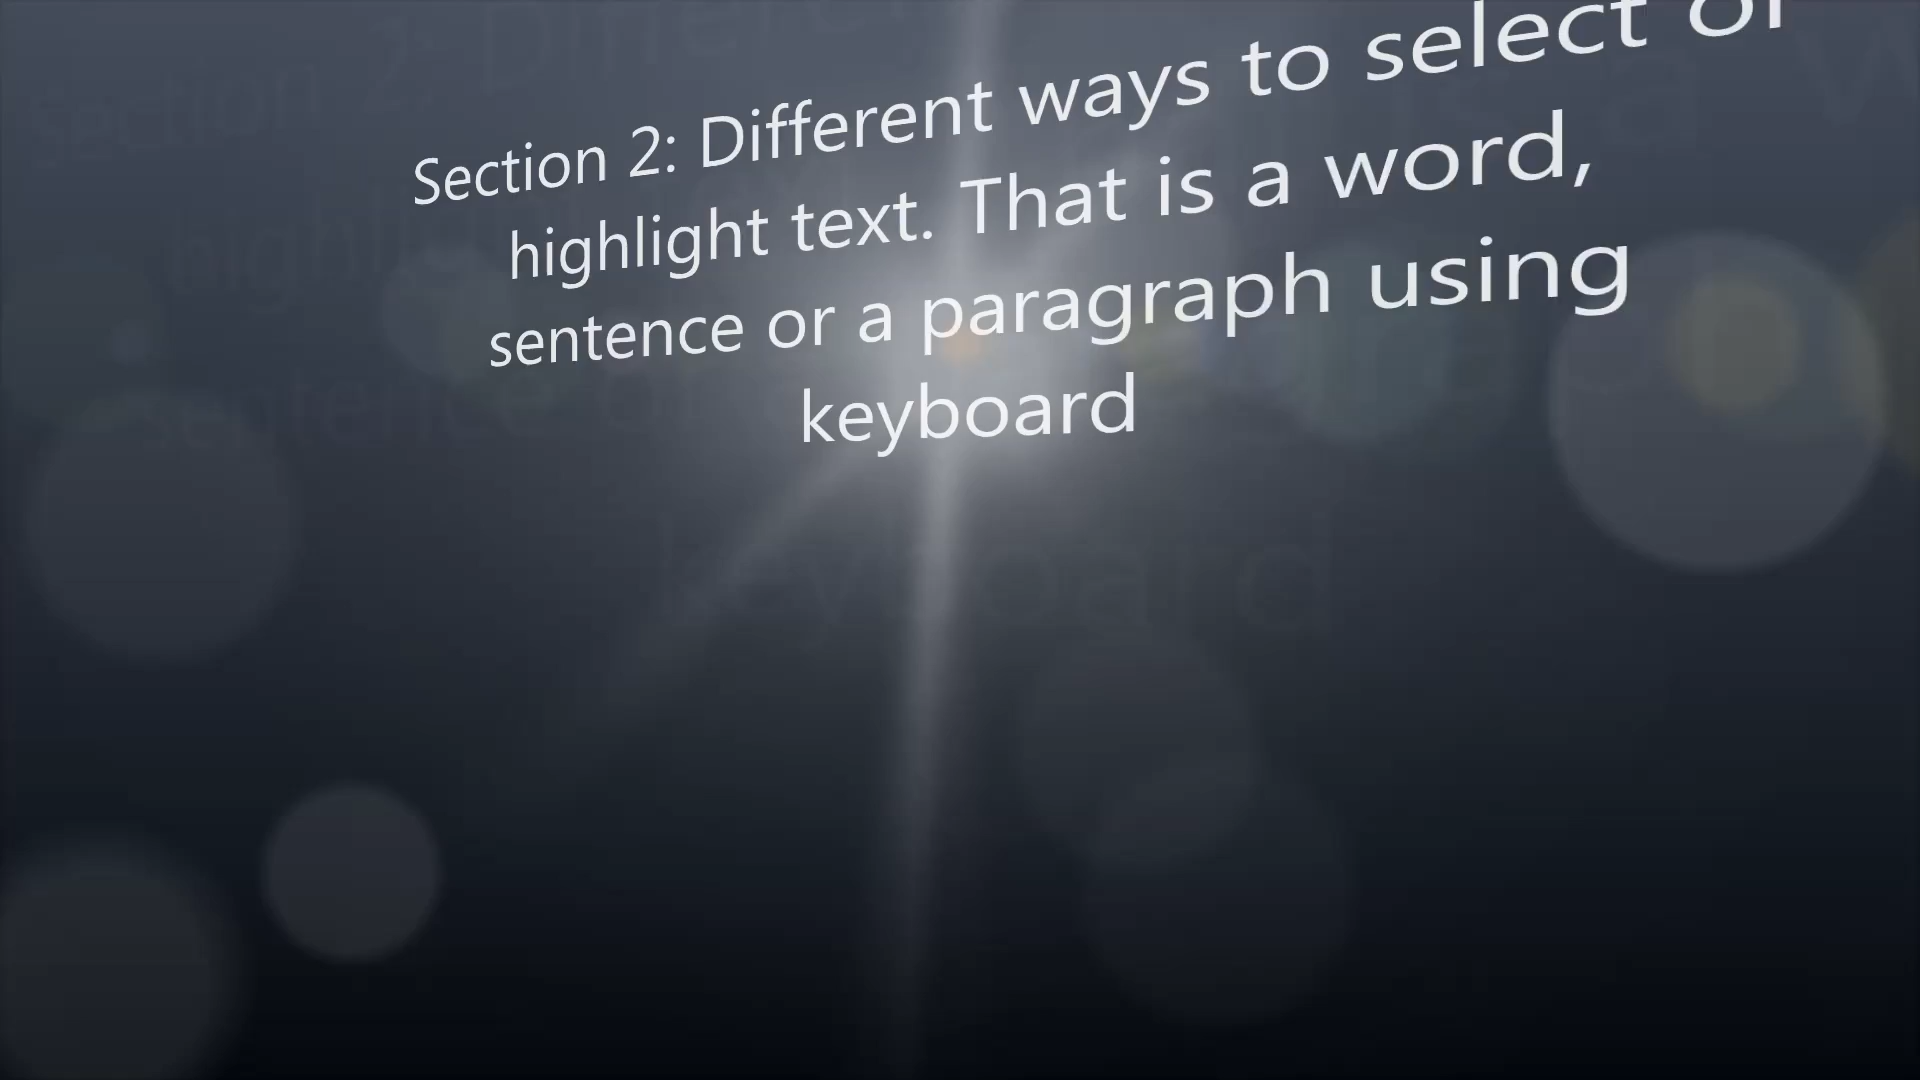 Section 2: Different ways to select or
highlight text. That is a word,
sentence or a paragraph using
keyboard